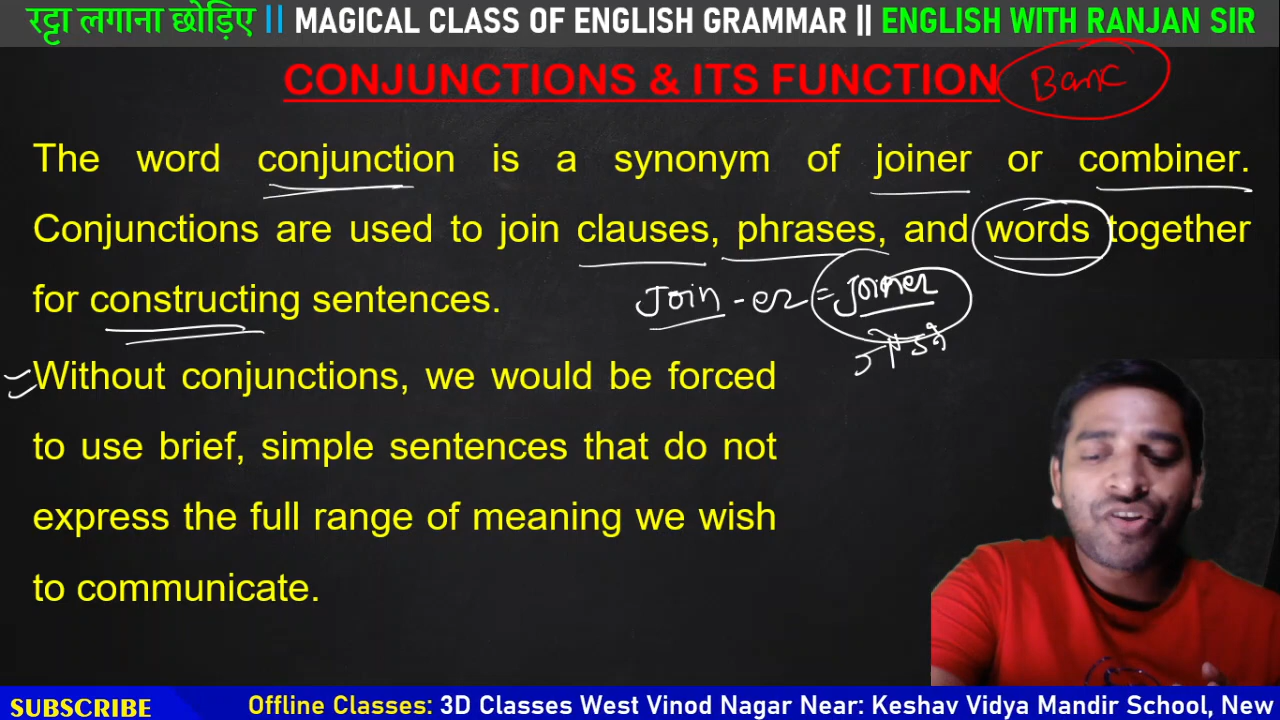 रट्टा लगाना छोड़िए || MAGICAL CLASS OF ENGLISH GRAMMAR || ENGLISH WITH RANJAN SIR
CONJUNCTIONS & ITS FUNCTION
The word conjunction is a synonym of joiner or combiner.
Conjunctions are used to join clauses, phrases, and words together
for constructing sentences.
Join - er = Joiner
Without conjunctions, we would be forced
to use brief, simple sentences that do not
express the full range of meaning we wish
to communicate.
SUBSCRIBE Offline Classes: 3D Classes West Vinod Nagar Near: Keshav Vidya Mandir School, New